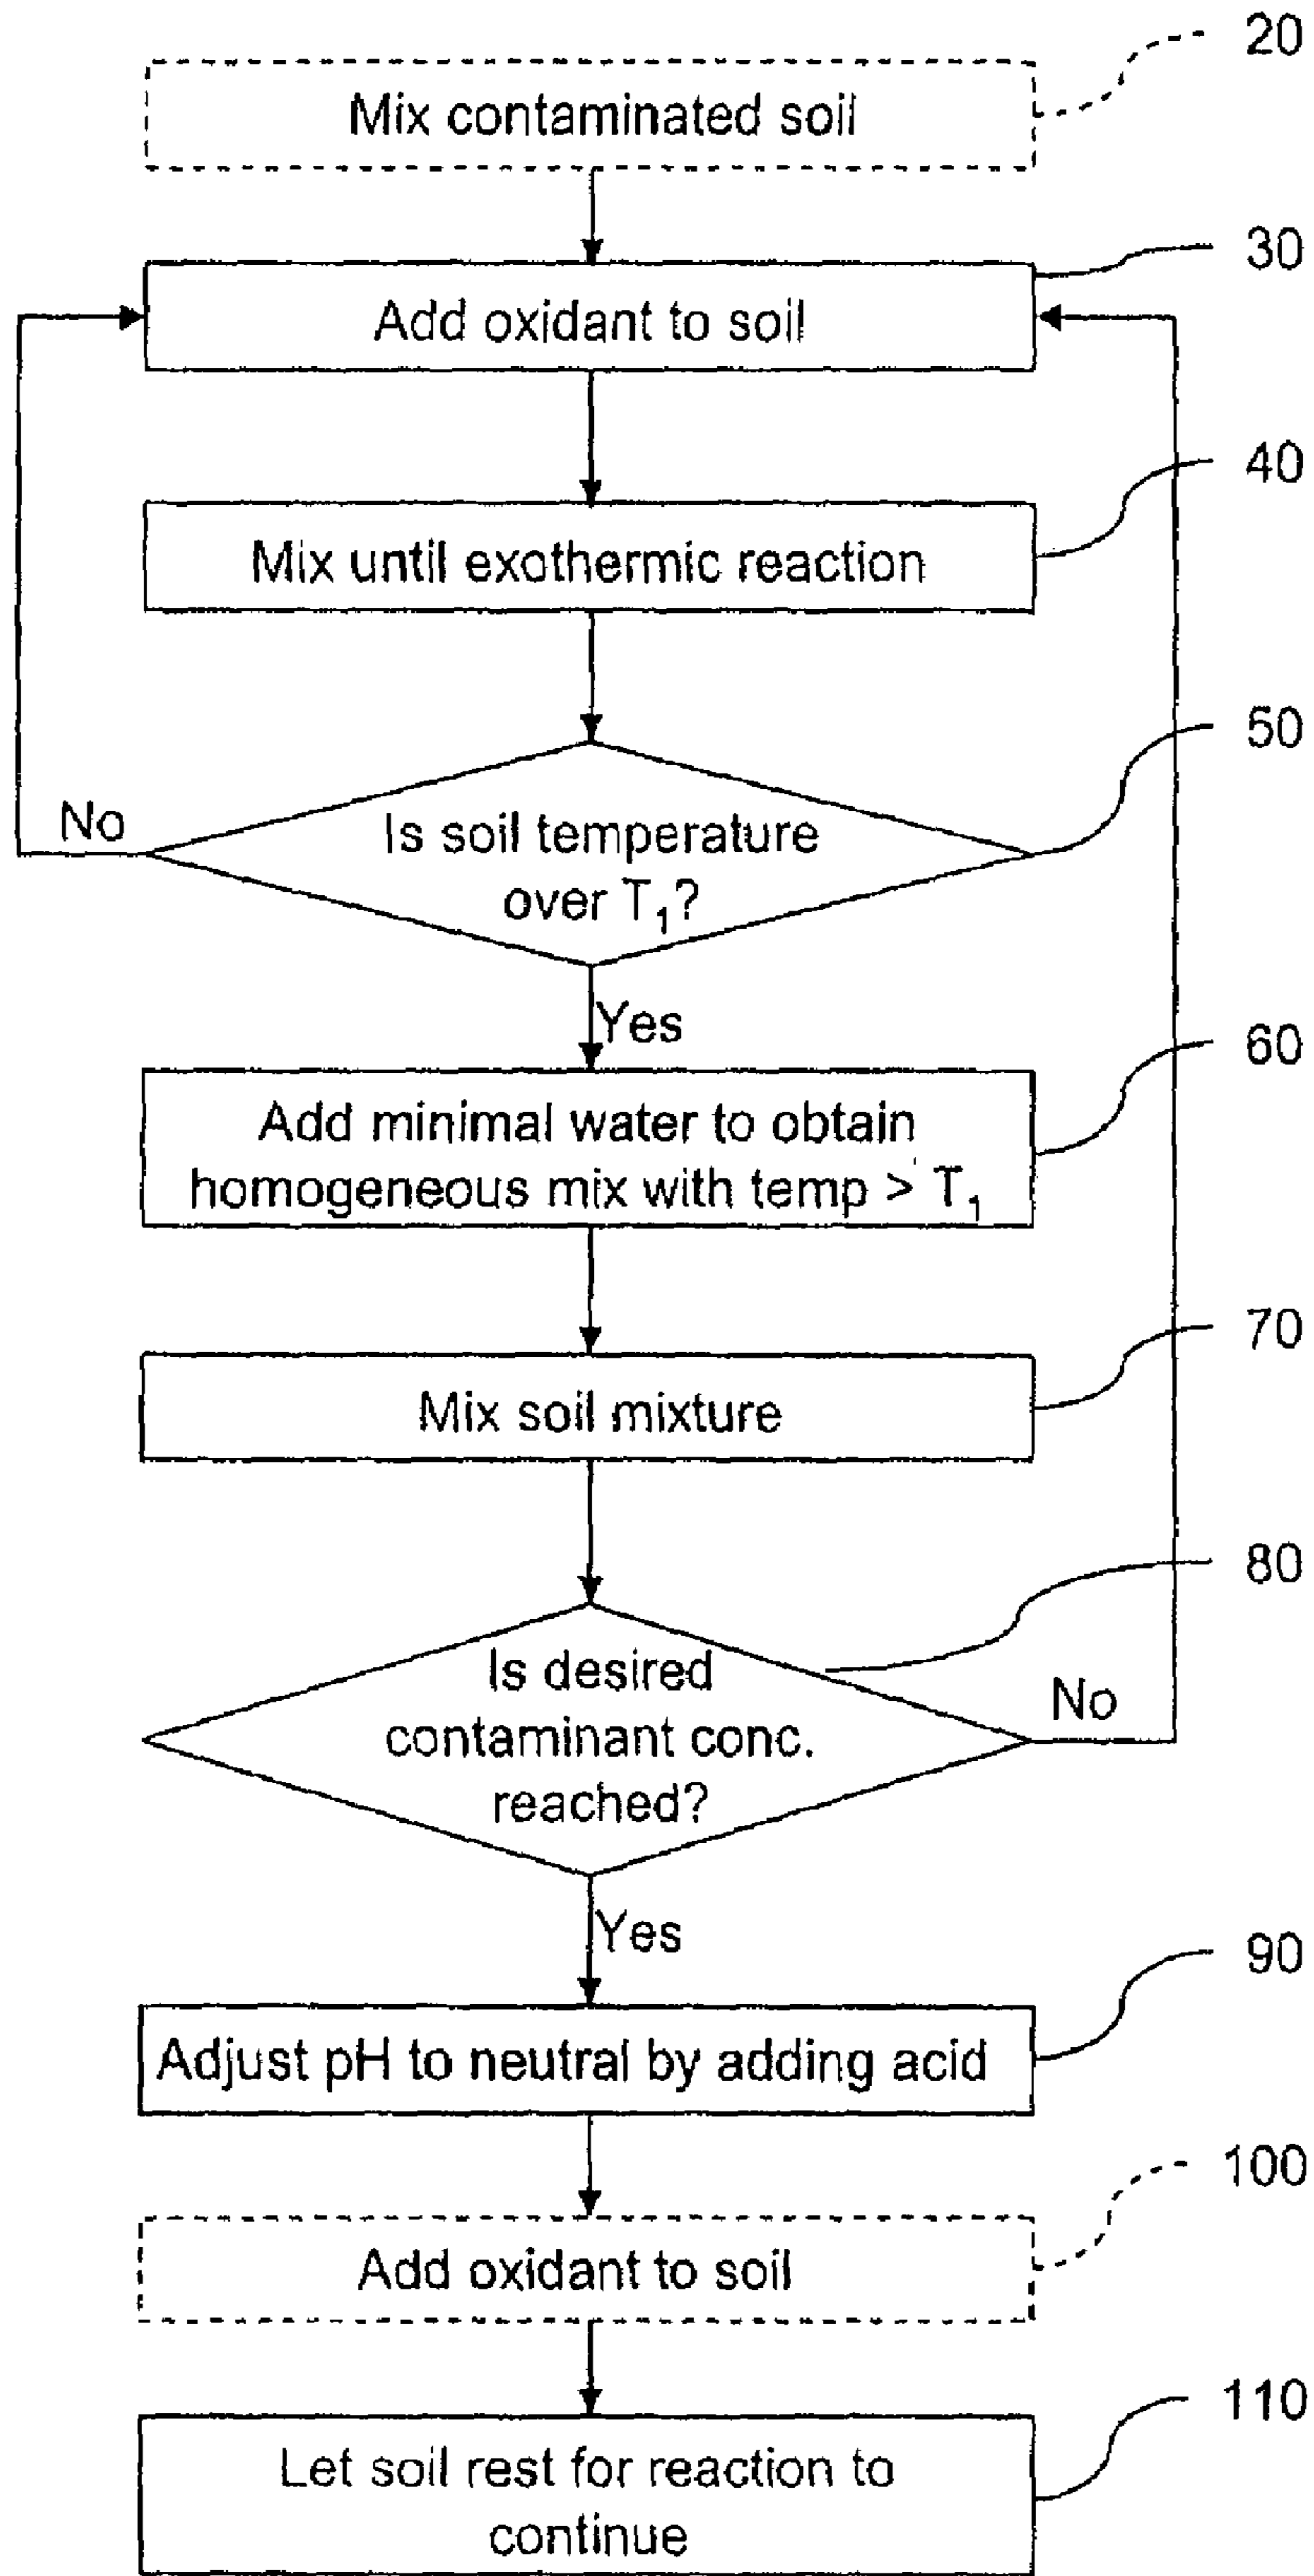 20
Mix contaminated soil
30
Add oxidant to soil
40
Mix until exothermic reaction
50
No
Is soil temperature
over T₁?
Yes
60
Add minimal water to obtain
homogeneous mix with temp > T₁
70
Mix soil mixture
80
Is desired
contaminant conc.
reached?
No
Yes
90
Adjust pH to neutral by adding acid
100
Add oxidant to soil
110
Let soil rest for reaction to
continue